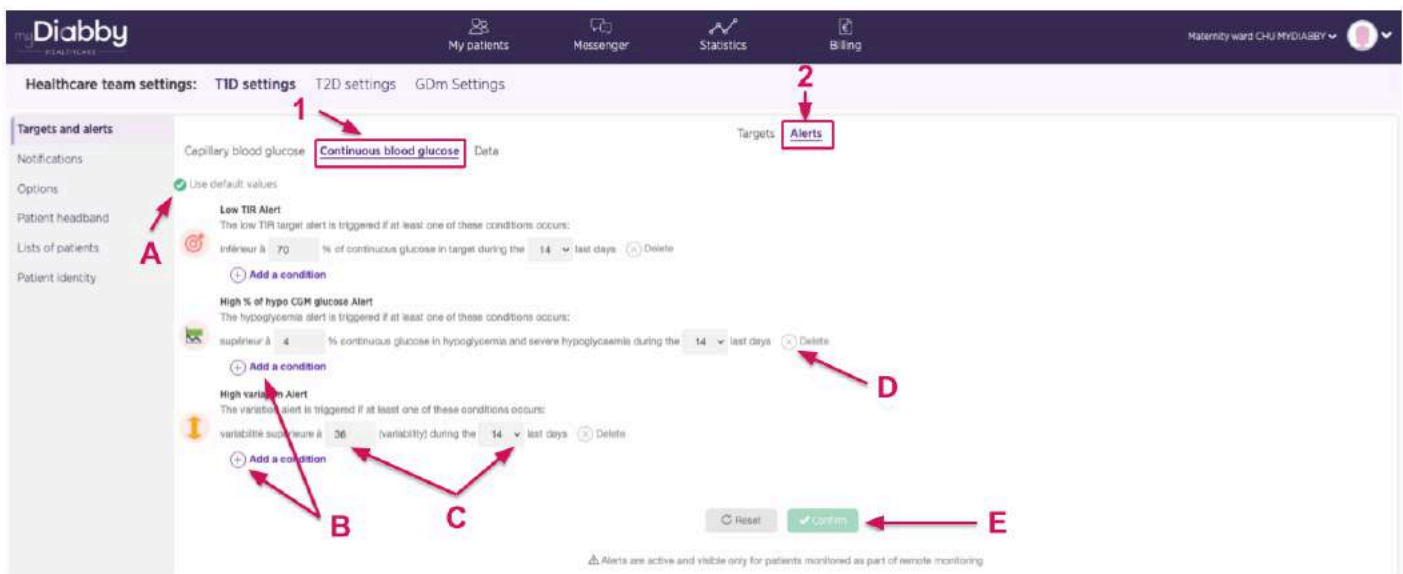 myDiabby
HEALTHCARE
My patients
Messenger
Statistics
Billing
Maternity ward CHU MYDIABBY
Healthcare team settings: T1D settings T2D settings GDm Settings
1
2
Targets and alerts
Notifications
Options
Patient headband
Lists of patients
Patient identity
Targets Alerts
Capillary blood glucose Continuous blood glucose Data
Use default values
A
Low TIR Alert
The low TIR target alert is triggered if at least one of these conditions occurs:
inférieur à 70 % of continuous glucose in target during the 14 last days Delete
Add a condition
High % of hypo CGM glucose Alert
The hypoglycemia alert is triggered if at least one of these conditions occurs:
supérieur à 4 % continuous glucose in hypoglycemia and severe hypoglycaemia during the 14 last days Delete
Add a condition
D
High variation Alert
The variation alert is triggered if at least one of these conditions occurs:
variabilité supérieure à 36 (variability) during the 14 last days Delete
Add a condition
B
C
Reset Confirm
E
Alerts are active and visible only for patients monitored as part of remote monitoring